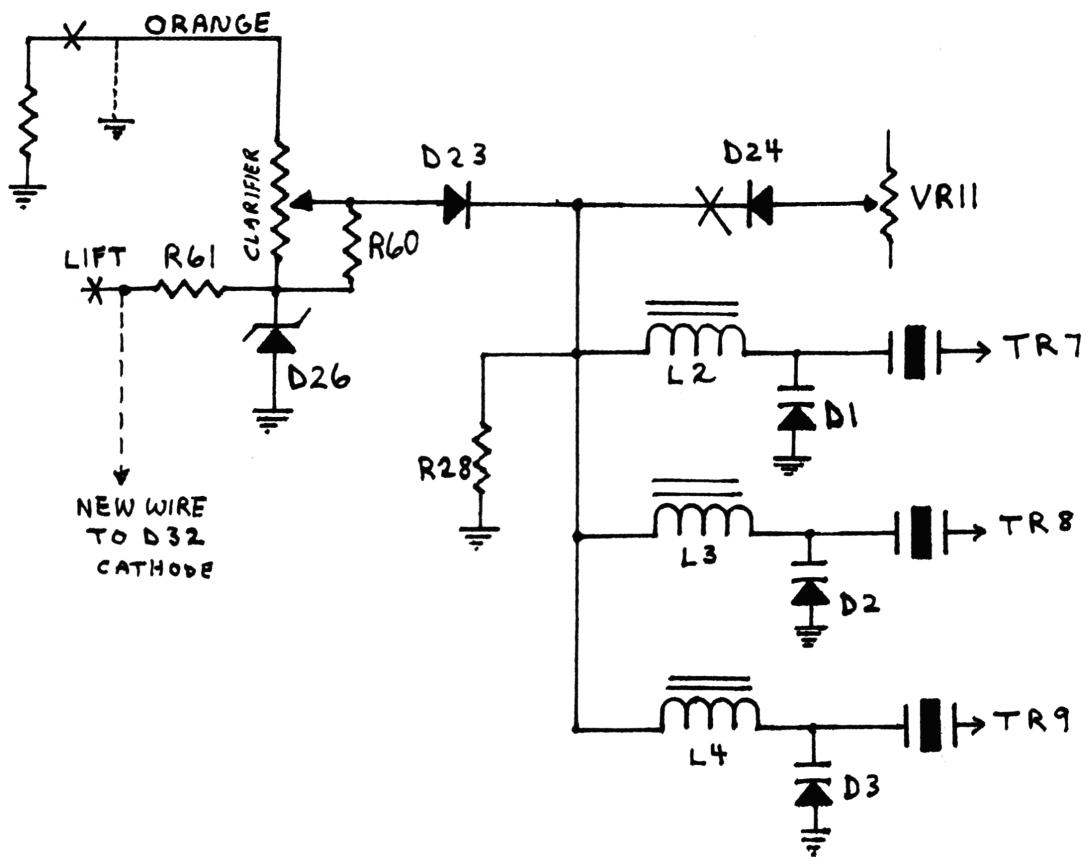 ORANGE
CLARIFIER
D23
D24
VR11
R60
LIFT
R61
D26
L2
TR7
D1
R28
NEW WIRE
TO D32
CATHODE
L3
TR8
D2
L4
TR9
D3